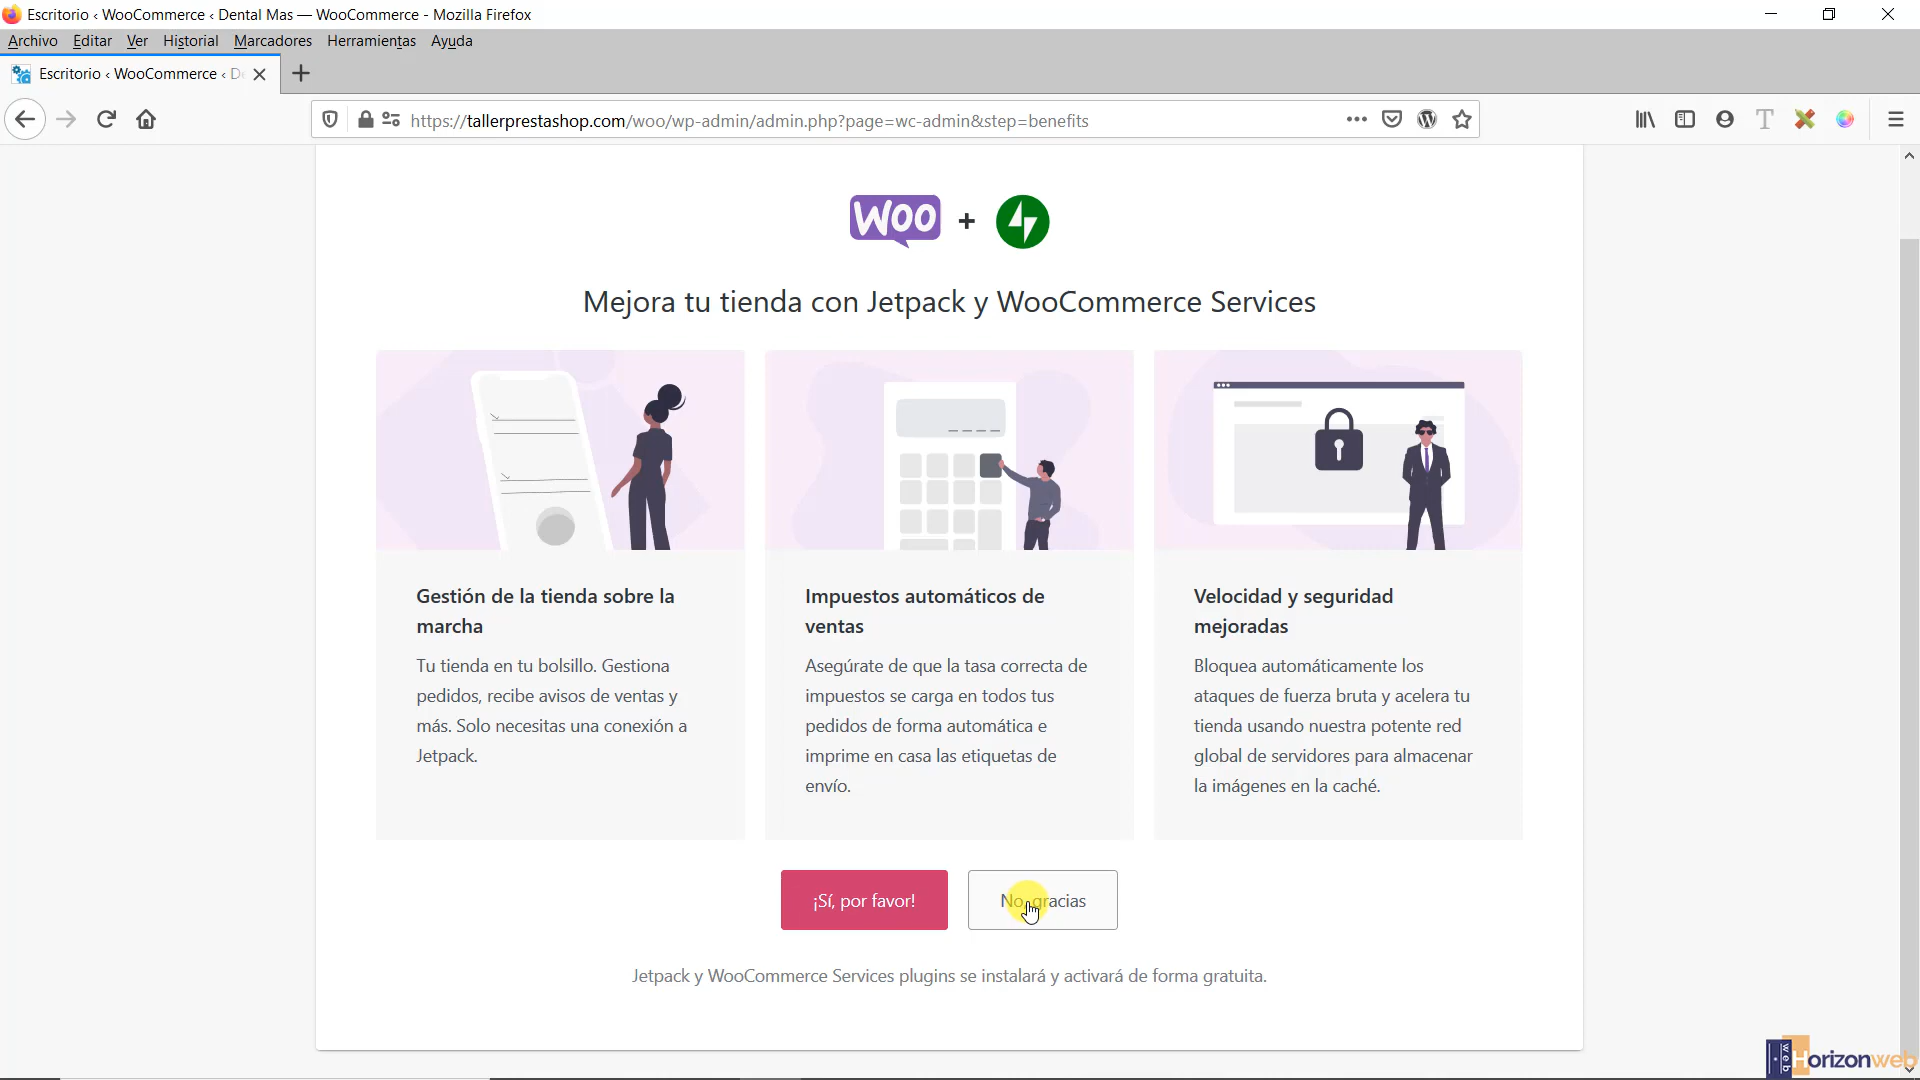 Escritorio ‹ WooCommerce ‹ Dental Mas — WooCommerce - Mozilla Firefox
Archivo Editar Ver Historial Marcadores Herramientas Ayuda
Escritorio ‹ WooCommerce ‹ De
https://tallerprestashop.com/woo/wp-admin/admin.php?page=wc-admin&step=benefits
WOO +
Mejora tu tienda con Jetpack y WooCommerce Services
Gestión de la tienda sobre la
marcha
Tu tienda en tu bolsillo. Gestiona
pedidos, recibe avisos de ventas y
más. Solo necesitas una conexión a
Jetpack.
Impuestos automáticos de
ventas
Asegúrate de que la tasa correcta de
impuestos se carga en todos tus
pedidos de forma automática e
imprime en casa las etiquetas de
envío.
Velocidad y seguridad
mejoradas
Bloquea automáticamente los
ataques de fuerza bruta y acelera tu
tienda usando nuestra potente red
global de servidores para almacenar
la imágenes en la caché.
¡Sí, por favor!
No, gracias
Jetpack y WooCommerce Services plugins se instalará y activará de forma gratuita.
web Horizonweb